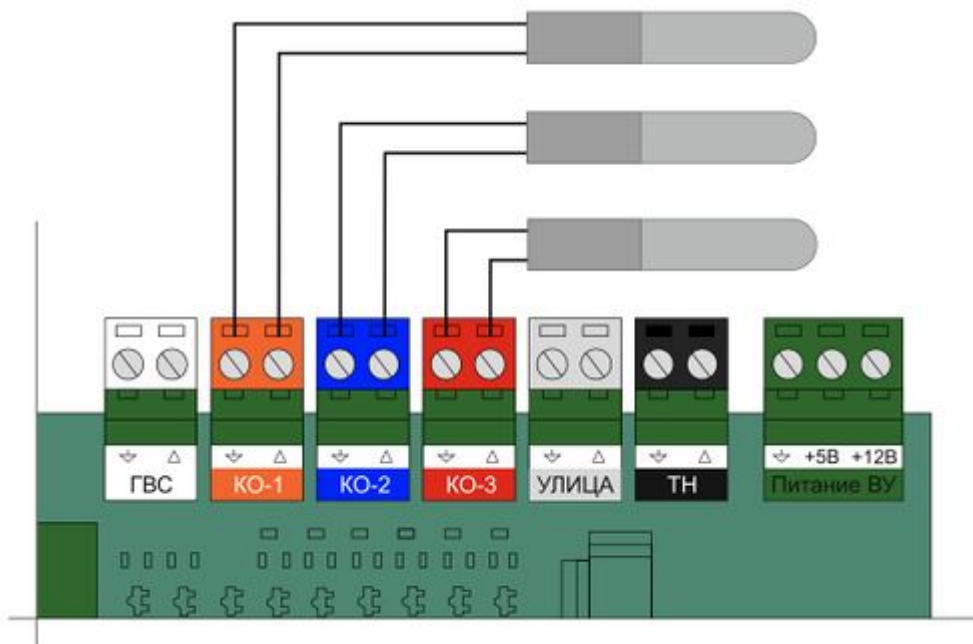 +5В +12В
ГВС КО-1 КО-2 КО-3 УЛИЦА ТН Питание ВУ